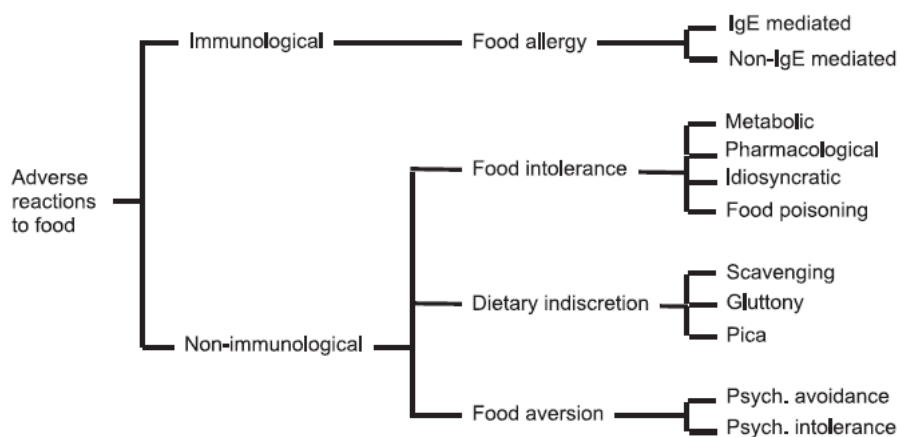 IgE mediated
Immunological
Food allergy
Non-IgE mediated
Metabolic
Pharmacological
Food intolerance
Idiosyncratic
Adverse
reactions
to food
Food poisoning
Scavenging
Dietary indiscretion
Gluttony
Pica
Non-immunological
Psych. avoidance
Food aversion
Psych. intolerance